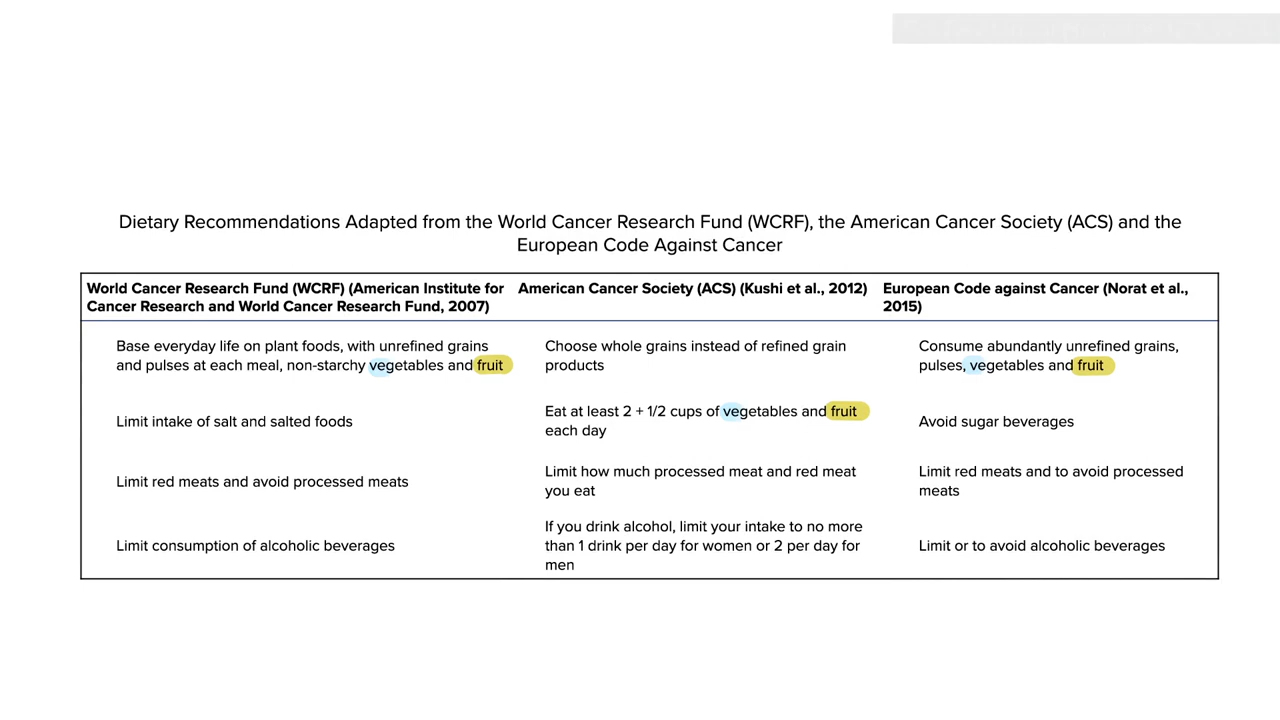 Dietary Recommendations Adapted from the World Cancer Research Fund (WCRF), the American Cancer Society (ACS) and the
European Code Against Cancer
World Cancer Research Fund (WCRF) (American Institute for
Cancer Research and World Cancer Research Fund, 2007)
American Cancer Society (ACS) (Kushi et al., 2012)
European Code against Cancer (Norat et al.,
2015)
Base everyday life on plant foods, with unrefined grains
and pulses at each meal, non-starchy vegetables and fruit
Choose whole grains instead of refined grain
products
Consume abundantly unrefined grains,
pulses, vegetables and fruit
Limit intake of salt and salted foods
Eat at least 2 + 1/2 cups of vegetables and fruit
each day
Avoid sugar beverages
Limit red meats and avoid processed meats
Limit how much processed meat and red meat
you eat
Limit red meats and to avoid processed
meats
Limit consumption of alcoholic beverages
If you drink alcohol, limit your intake to no more
than 1 drink per day for women or 2 per day for
men
Limit or to avoid alcoholic beverages